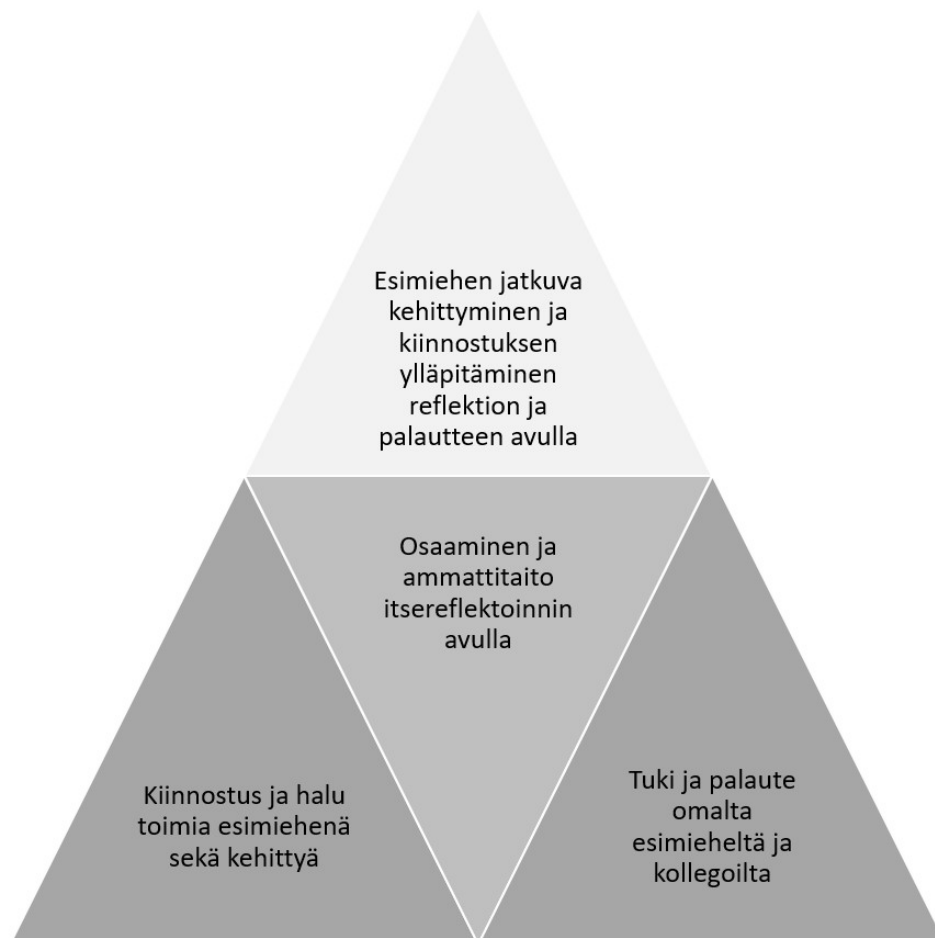 Esimiehen jatkuva
kehittyminen ja
kiinnostuksen
ylläpitäminen
reflektion ja
palautteen avulla
Osaaminen ja
ammattitaito
itsereflektoinnin
avulla
Kiinnostus ja halu
toimia esimiehenä
sekä kehittyä
Tuki ja palaute
omalta
esimieheltä ja
kollegoilta